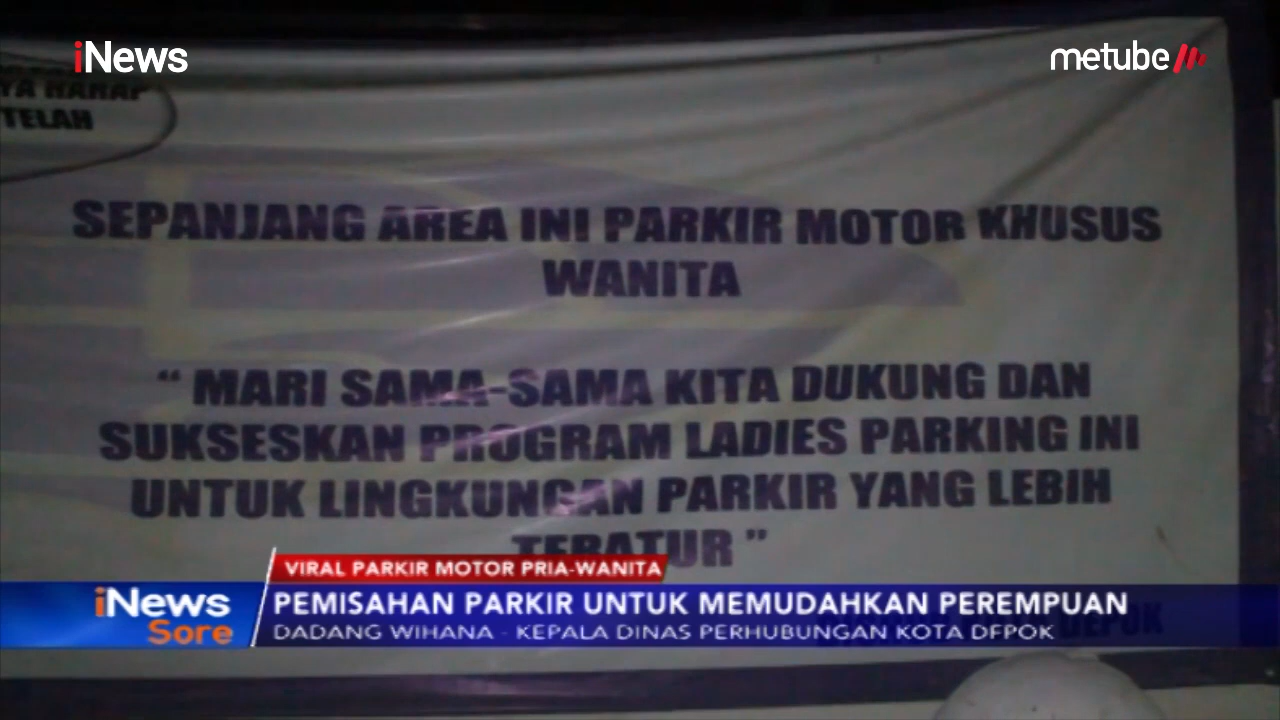 iNews
metube
TELAH
SEPANJANG AREA INI PARKIR MOTOR KHUSUS
WANITA
“ MARI SAMA-SAMA KITA DUKUNG DAN
SUKSESKAN PROGRAM LADIES PARKING INI
UNTUK LINGKUNGAN PARKIR YANG LEBIH
TERATUR ”
VIRAL PARKIR MOTOR PRIA-WANITA
iNews
Sore
PEMISAHAN PARKIR UNTUK MEMUDAHKAN PEREMPUAN
DADANG WIHANA - KEPALA DINAS PERHUBUNGAN KOTA DEPOK